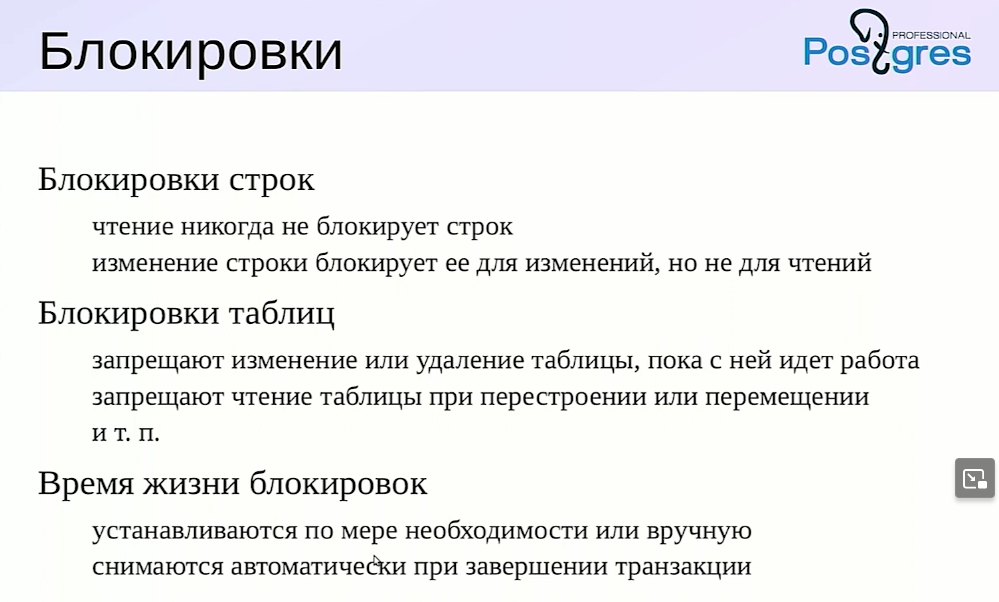 Блокировки
PROFESSIONAL
Postgres
Блокировки строк
чтение никогда не блокирует строк
изменение строки блокирует ее для изменений, но не для чтений
Блокировки таблиц
запрещают изменение или удаление таблицы, пока с ней идет работа
запрещают чтение таблицы при перестроении или перемещении
и т. п.
Время жизни блокировок
устанавливаются по мере необходимости или вручную
снимаются автоматически при завершении транзакции